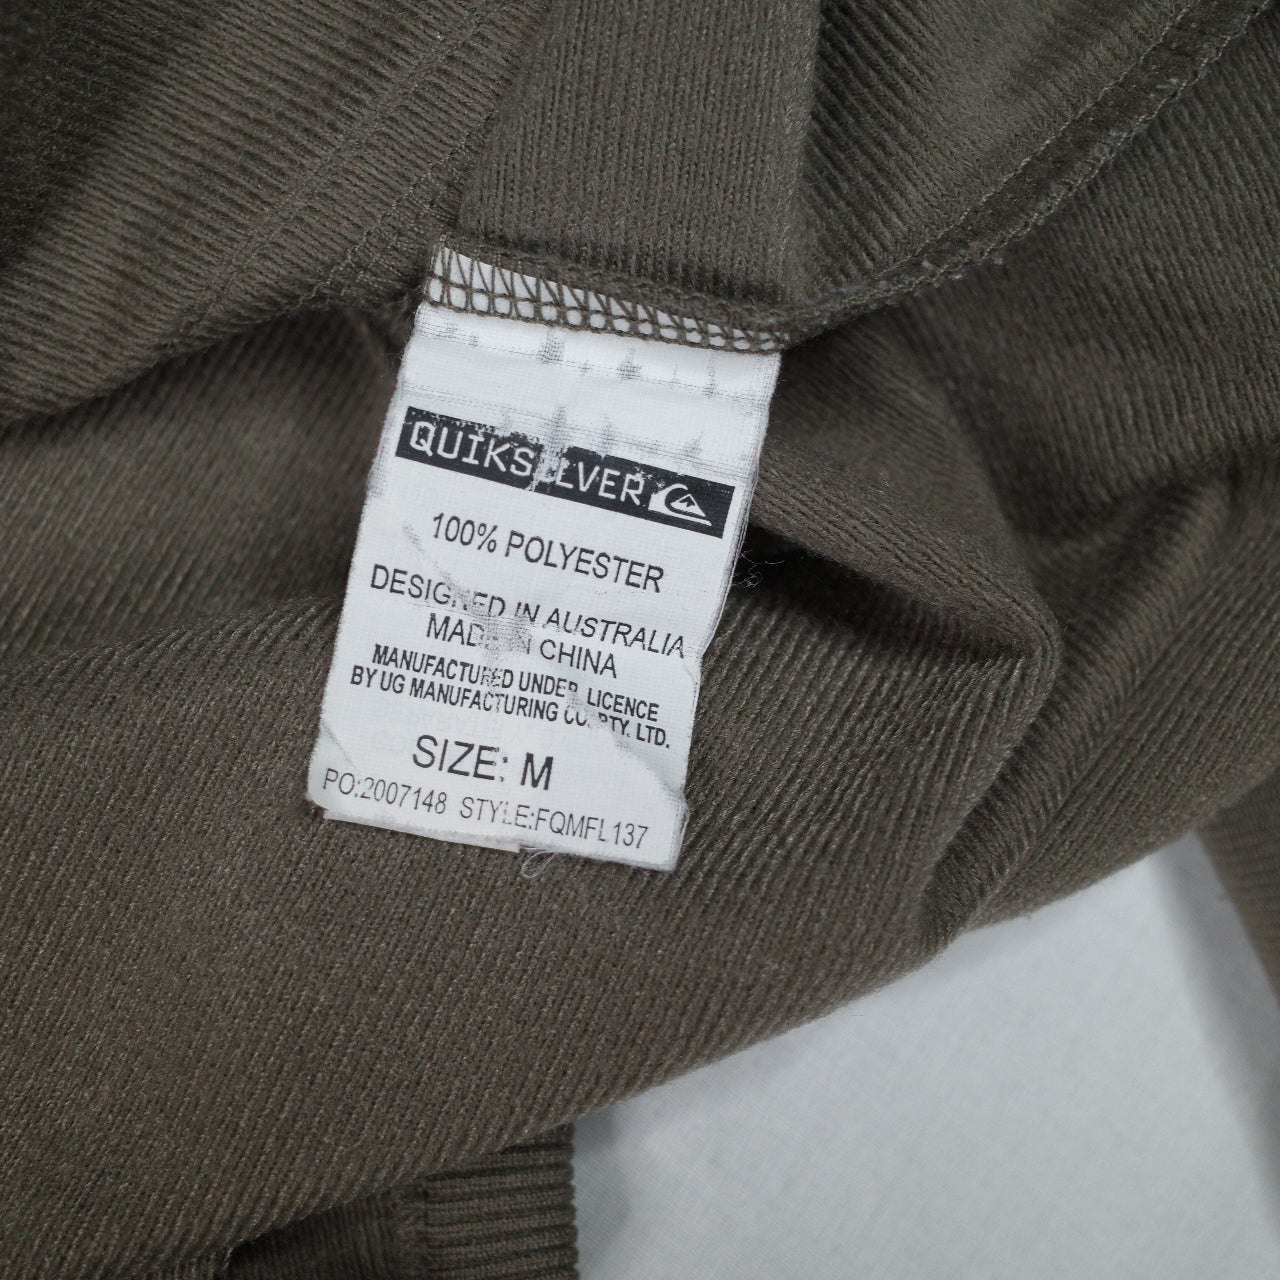 QUIKSILVER
100% POLYESTER
DESIGNED IN AUSTRALIA
MADE IN CHINA
MANUFACTURED UNDER LICENCE
BY UG MANUFACTURING CO. PTY. LTD.
SIZE: M
PO:2007148 STYLE:FQMFL137